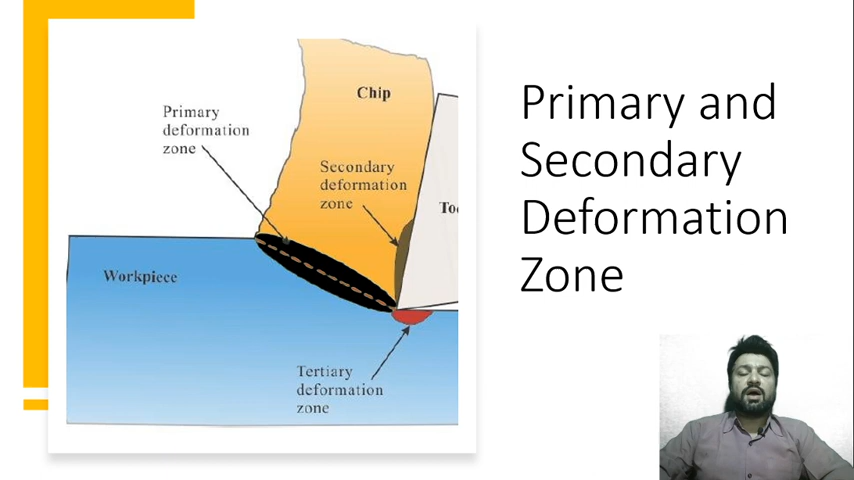 Primary and
Secondary
Deformation
Zone
Chip
Primary
deformation
zone
Secondary
deformation
zone
Workpiece
Tertiary
deformation
zone